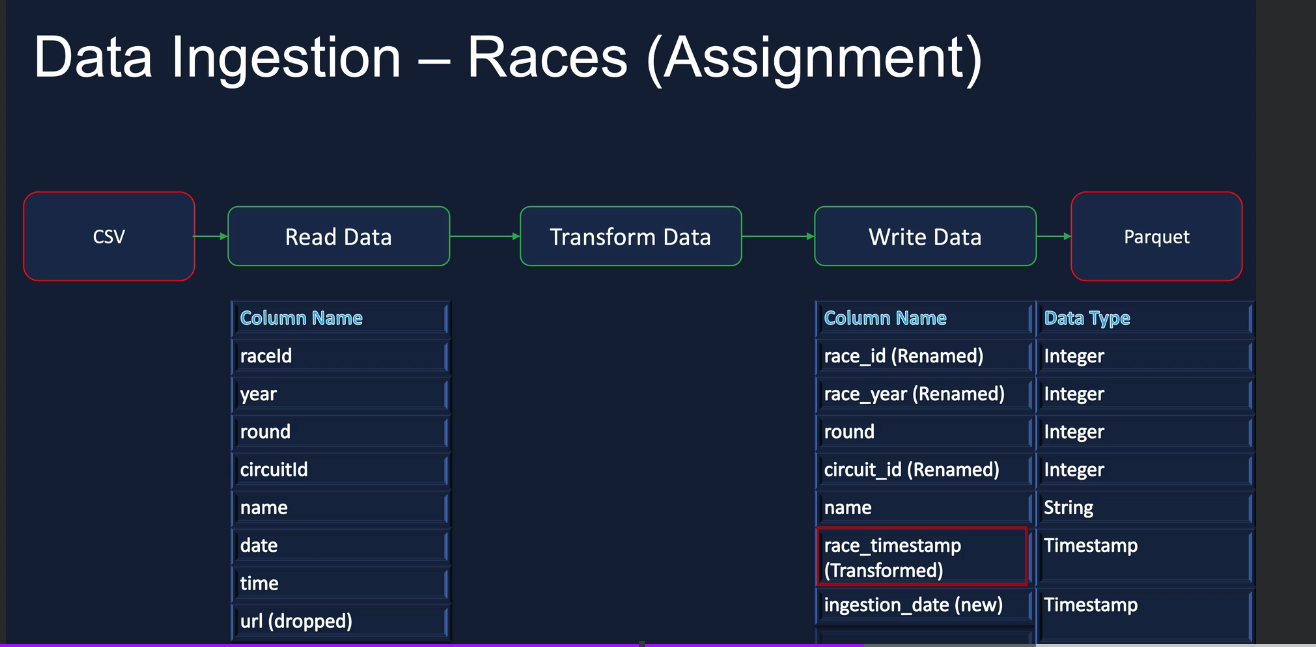 Data Ingestion – Races (Assignment)
CSV
Read Data
Transform Data
Write Data
Parquet
Column Name
raceId
year
round
circuitId
name
date
time
url (dropped)
Column Name Data Type
race_id (Renamed) Integer
race_year (Renamed) Integer
round Integer
circuit_id (Renamed) Integer
name String
race_timestamp Timestamp
(Transformed)
ingestion_date (new) Timestamp